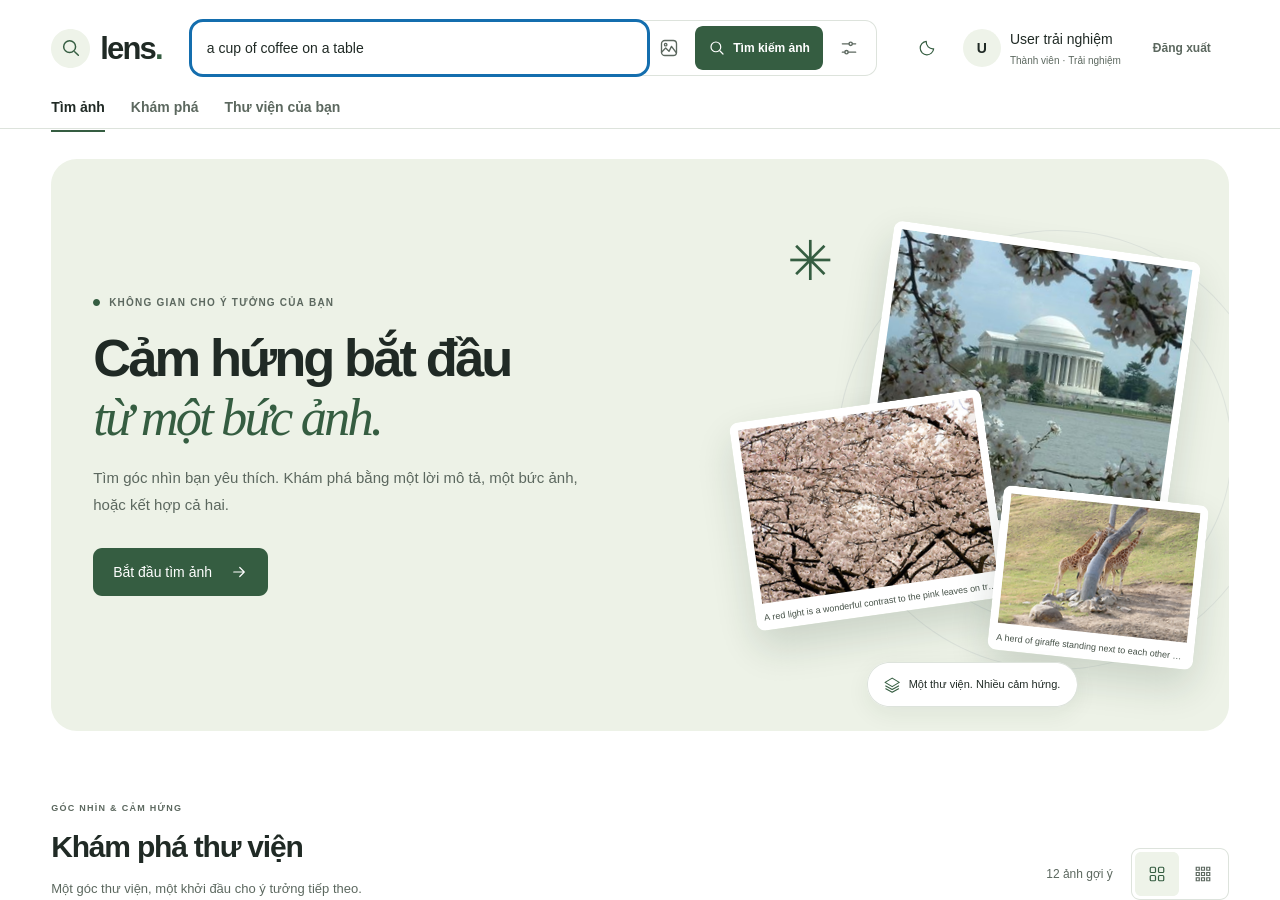 lens.
a cup of coffee on a table
Tìm kiếm ảnh
U
User trải nghiệm
Thành viên · Trải nghiệm
Đăng xuất
Tìm ảnh
Khám phá
Thư viện của bạn
KHÔNG GIAN CHO Ý TƯỞNG CỦA BẠN
Cảm hứng bắt đầu
từ một bức ảnh.
Tìm góc nhìn bạn yêu thích. Khám phá bằng một lời mô tả, một bức ảnh,
hoặc kết hợp cả hai.
Bắt đầu tìm ảnh
A red light is a wonderful contrast to the pink leaves on tr...
A herd of giraffe standing next to each other ...
Một thư viện. Nhiều cảm hứng.
GÓC NHÌN & CẢM HỨNG
Khám phá thư viện
Một góc thư viện, một khởi đầu cho ý tưởng tiếp theo.
12 ảnh gợi ý